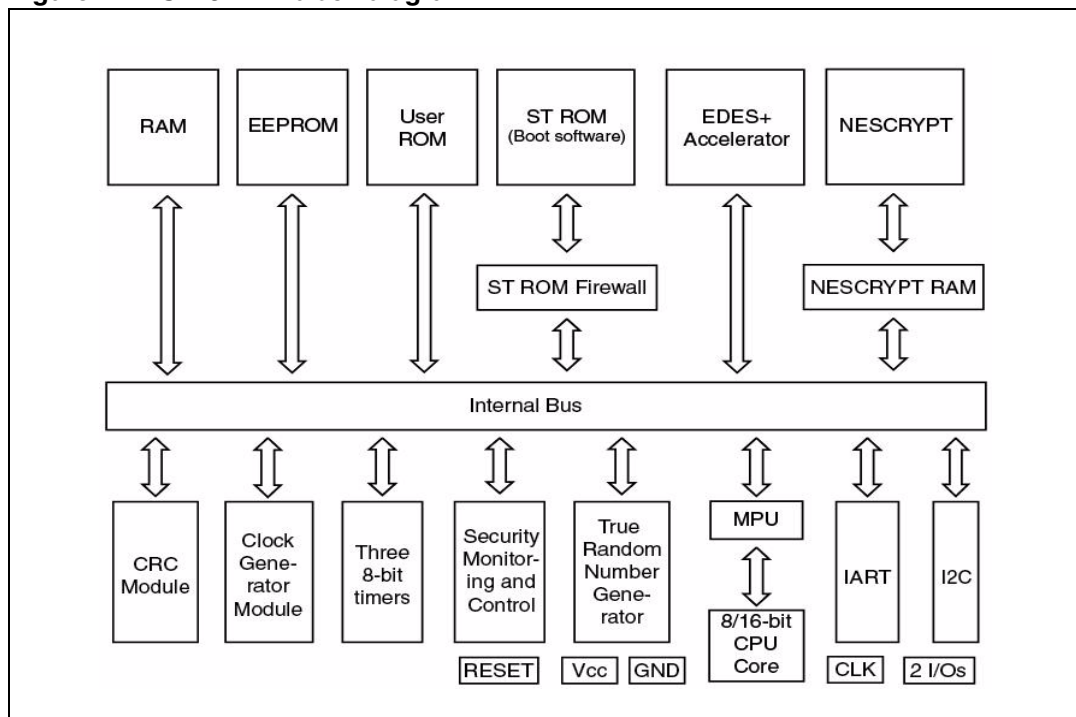 RAM
EEPROM
User
ROM
ST ROM
(Boot software)
EDES+
Accelerator
NESCRYPT
ST ROM Firewall
NESCRYPT RAM
Internal Bus
CRC
Module
Clock
Gene-
rator
Module
Three
8-bit
timers
Security
Monitor-
ing and
Control
True
Random
Number
Gene-
rator
MPU
8/16-bit
CPU
Core
IART
I2C
RESET
Vcc
GND
CLK
2 I/Os